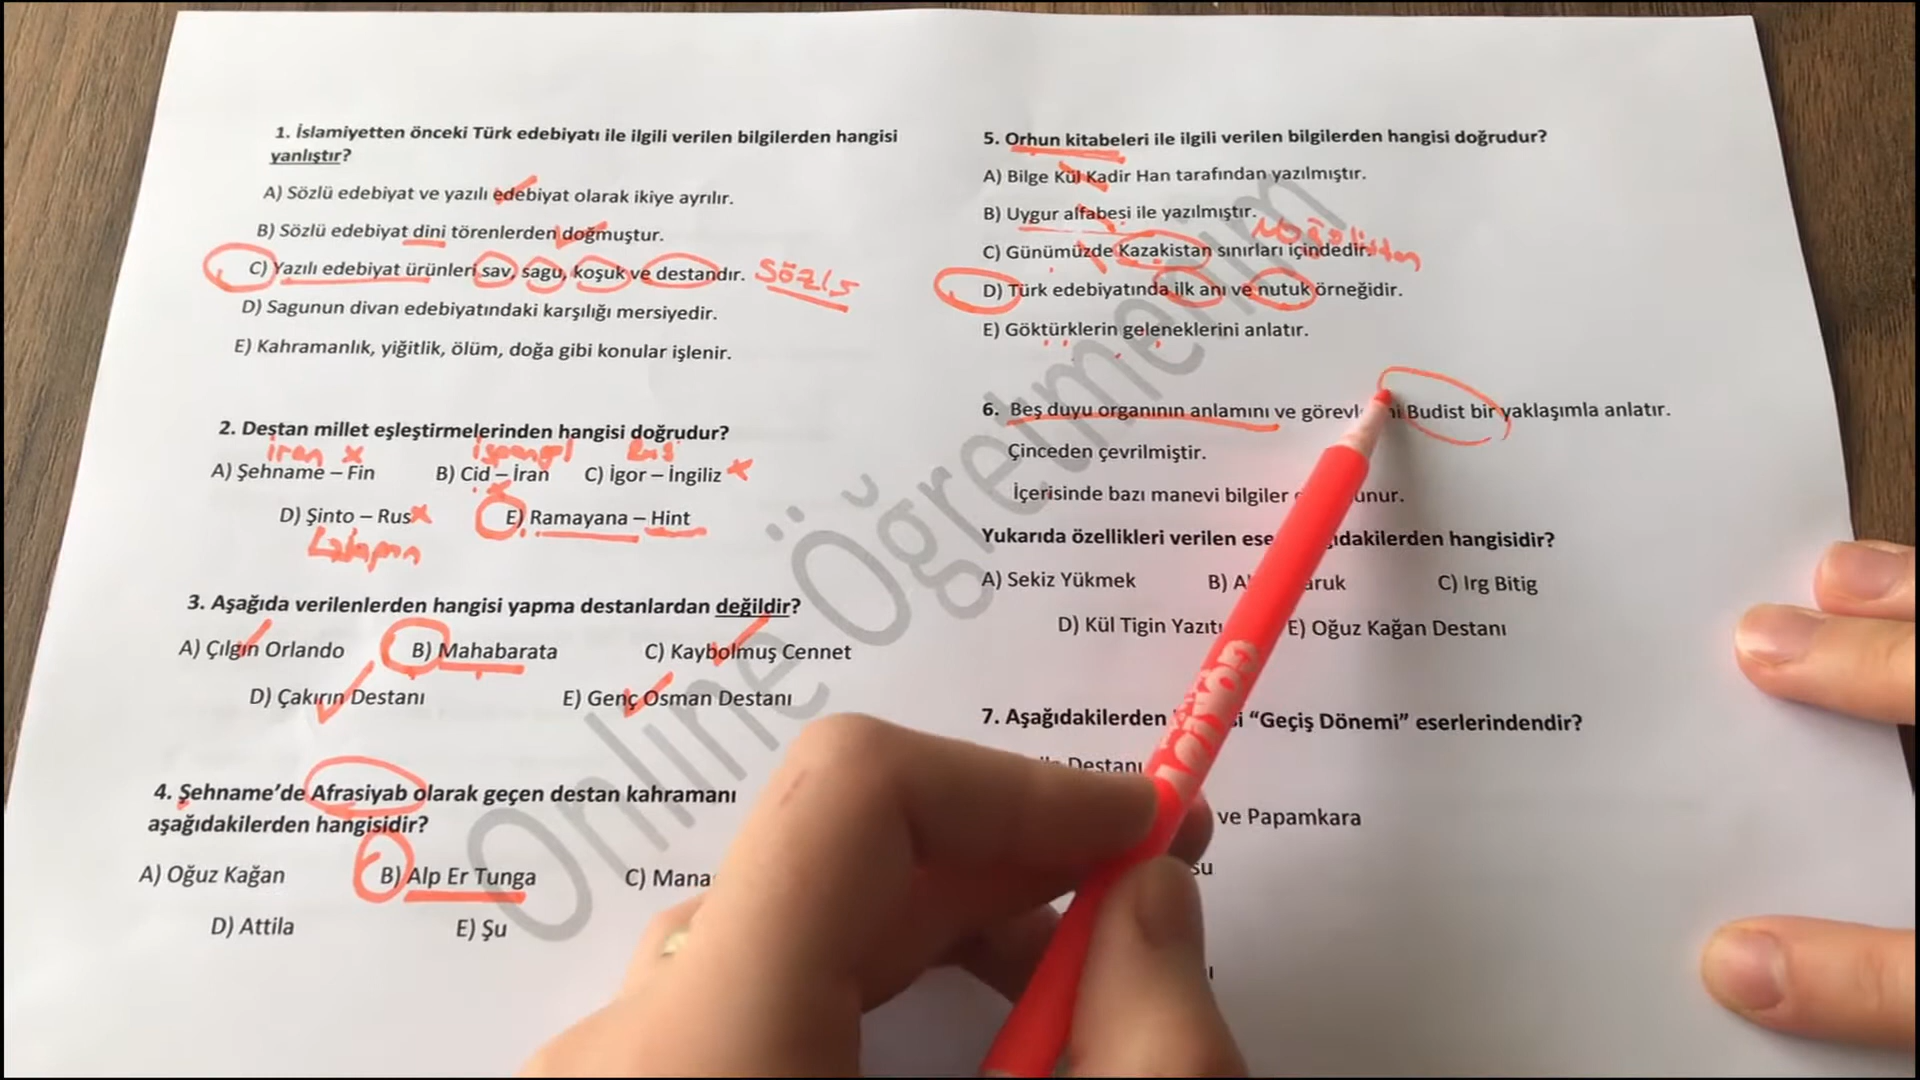 1. İslamiyetten önceki Türk edebiyatı ile ilgili verilen bilgilerden hangisi
yanlıştır?
A) Sözlü edebiyat ve yazılı edebiyat olarak ikiye ayrılır.
B) Sözlü edebiyat dini törenlerden doğmuştur.
C) Yazılı edebiyat ürünleri sav, sagu, koşuk ve destandır. sözlü
D) Sagunun divan edebiyatındaki karşılığı mersiyedir.
E) Kahramanlık, yiğitlik, ölüm, doğa gibi konular işlenir.
2. Destan millet eşleştirmelerinden hangisi doğrudur?
iran ispanyol Rus
A) Şehname – Fin B) Cid – İran C) İgor – İngiliz
D) Şinto – Rus E) Ramayana – Hint
Japon
3. Aşağıda verilenlerden hangisi yapma destanlardan değildir?
A) Çılgın Orlando B) Mahabarata C) Kaybolmuş Cennet
D) Çakırın Destanı E) Genç Osman Destanı
4. Şehname’de Afrasiyab olarak geçen destan kahramanı
aşağıdakilerden hangisidir?
A) Oğuz Kağan B) Alp Er Tunga C) Mana
D) Attila E) Şu
5. Orhun kitabeleri ile ilgili verilen bilgilerden hangisi doğrudur?
A) Bilge Kül Kadir Han tarafından yazılmıştır.
B) Uygur alfabesi ile yazılmıştır.
C) Günümüzde Kazakistan sınırları içindedir.
D) Türk edebiyatında ilk anı ve nutuk örneğidir.
E) Göktürklerin geleneklerini anlatır.
6. Beş duyu organının anlamını ve Budist bir yaklaşımla anlatır.
Çinceden çevrilmiştir.
İçerisinde bazı manevi bilgiler
Yukarıda özellikleri verilen hangisidir?
A) Sekiz Yükmek B) C) Irg Bitig
D) Kül Tigin E) Oğuz Kağan Destanı
7. Aşağıdakilerden “Geçiş Dönemi” eserlerindendir?
Destanı
ve Papamkara
Online Öğretmenim